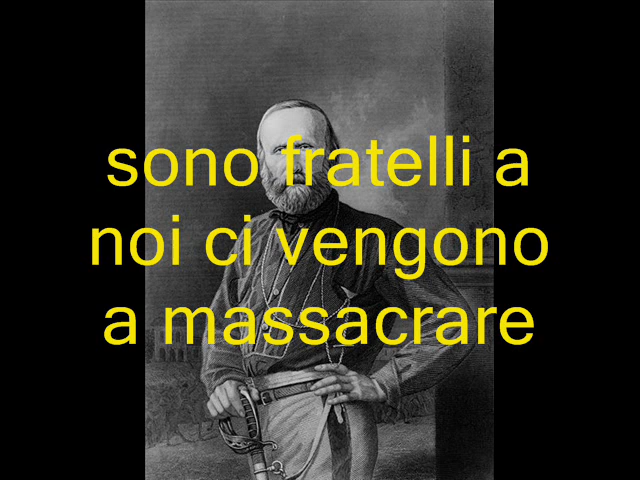 sono fratelli a
noi ci vengono
a massacrare